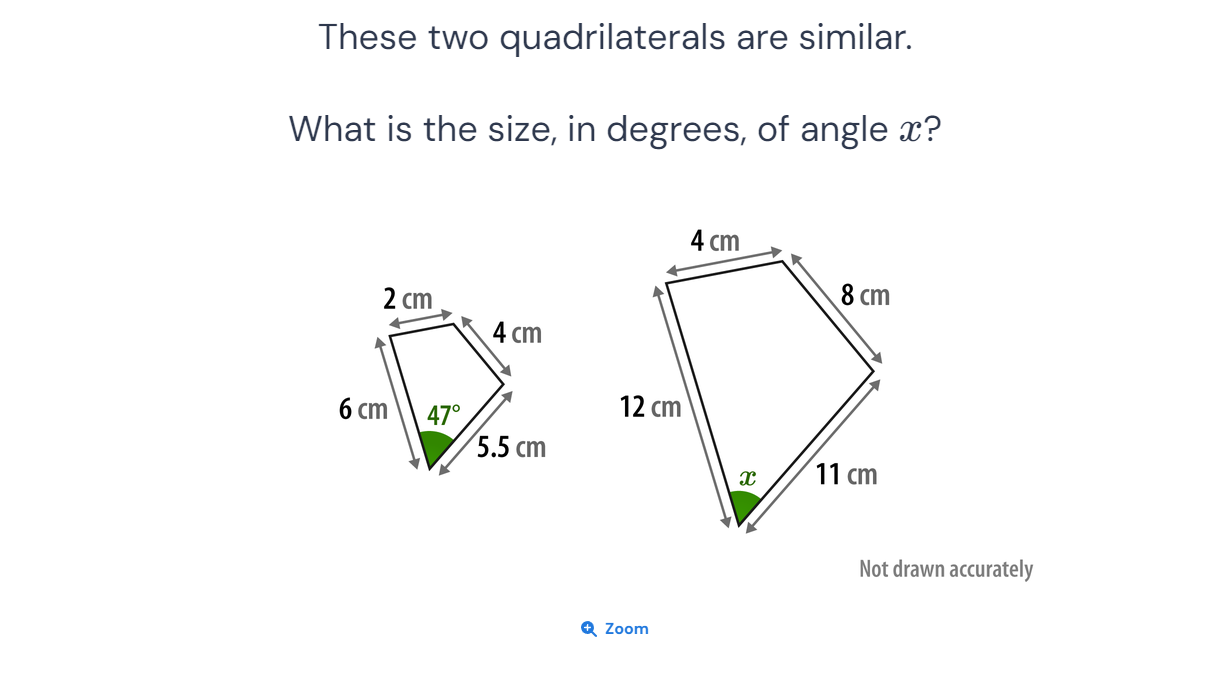 These two quadrilaterals are similar.
What is the size, in degrees, of angle x?
2 cm
4 cm
6 cm
47°
5.5 cm
4 cm
8 cm
12 cm
x
11 cm
Not drawn accurately
Zoom